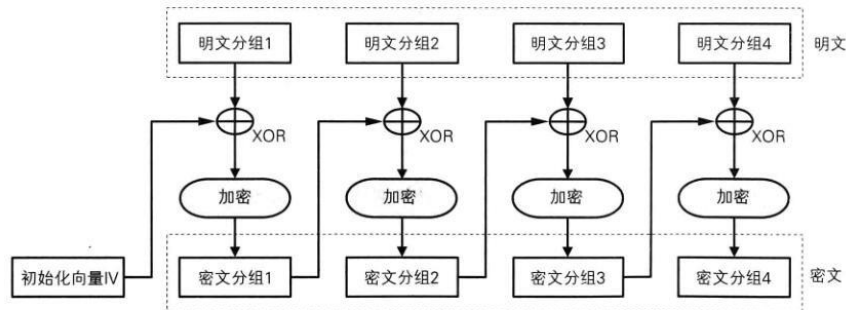 明文分组1
明文分组2
明文分组3
明文分组4
明文
XOR
XOR
XOR
XOR
加密
加密
加密
加密
初始化向量IV
密文分组1
密文分组2
密文分组3
密文分组4
密文